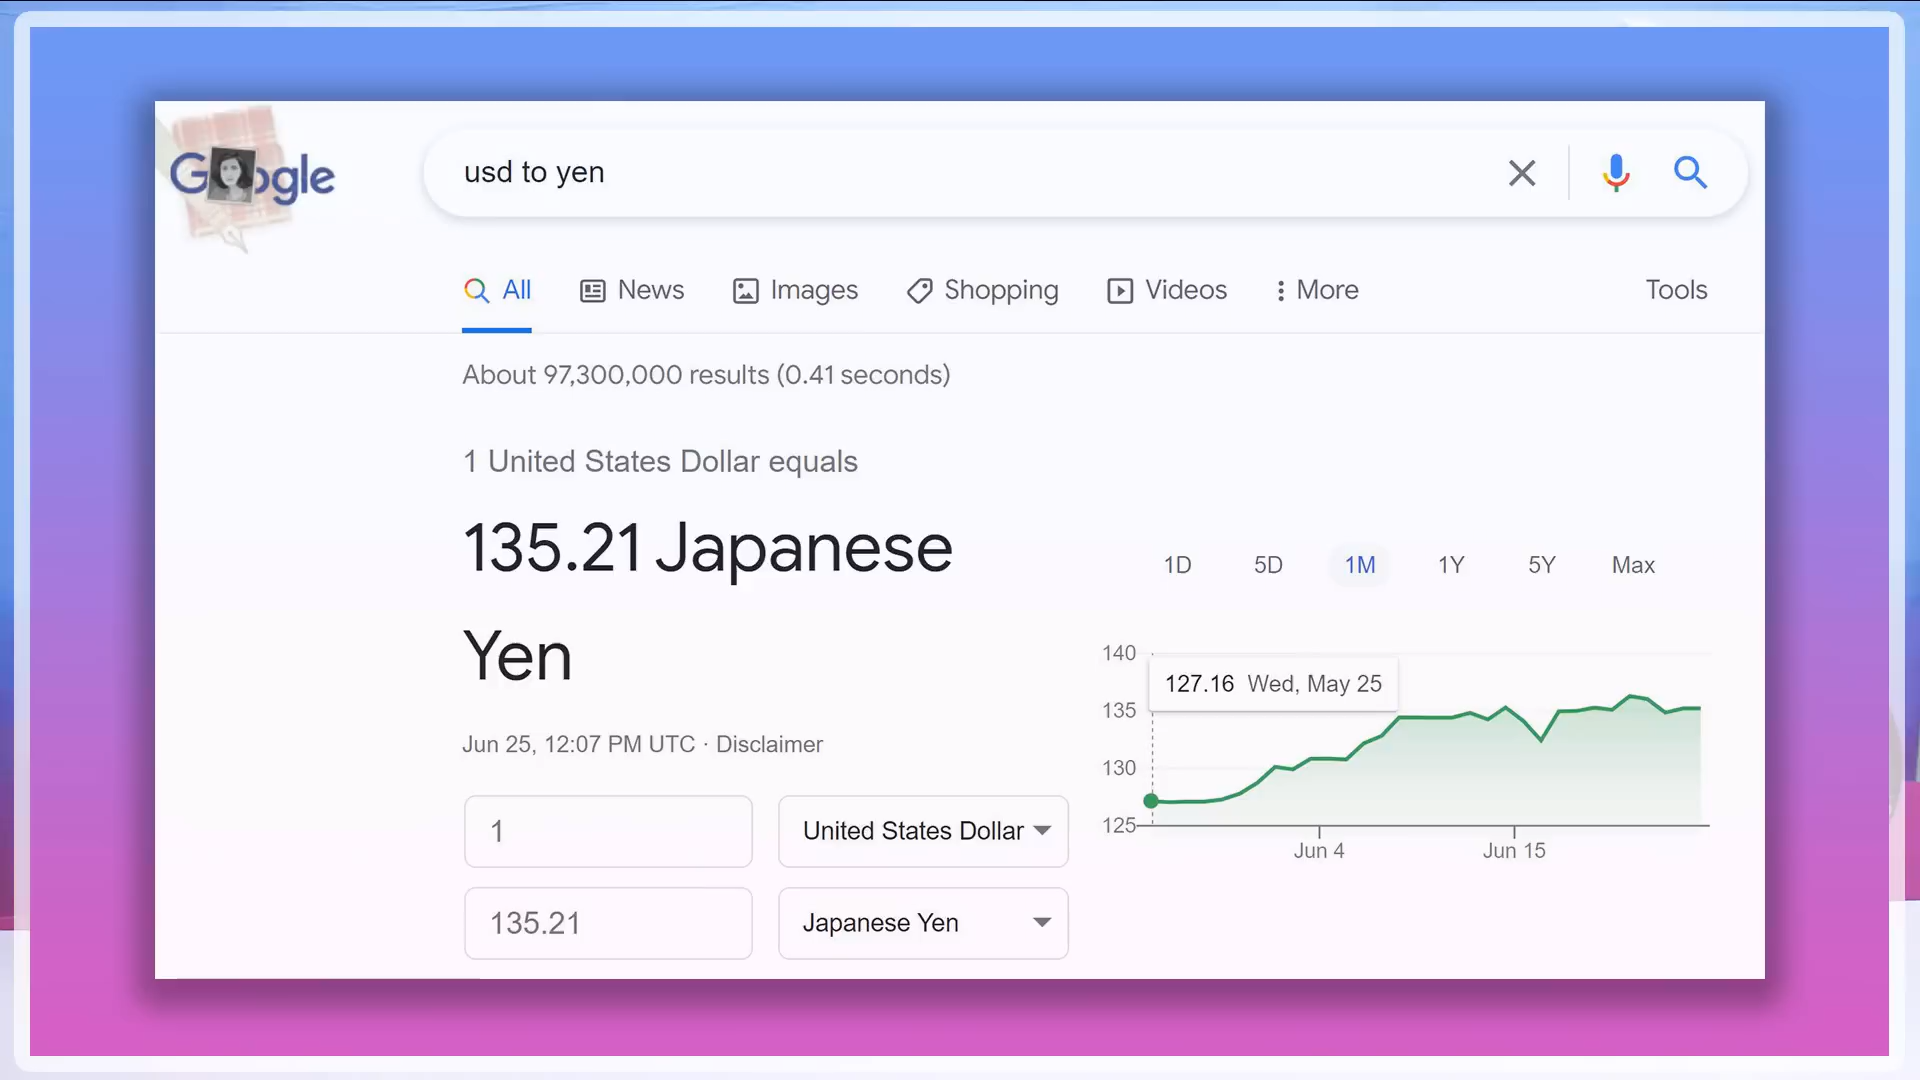 Google
usd to yen
All News Images Shopping Videos More Tools
About 97,300,000 results (0.41 seconds)
1 United States Dollar equals
135.21 Japanese
Yen
Jun 25, 12:07 PM UTC · Disclaimer
1 United States Dollar
135.21 Japanese Yen
1D 5D 1M 1Y 5Y Max
140
127.16 Wed, May 25
135
130
125
Jun 4 Jun 15